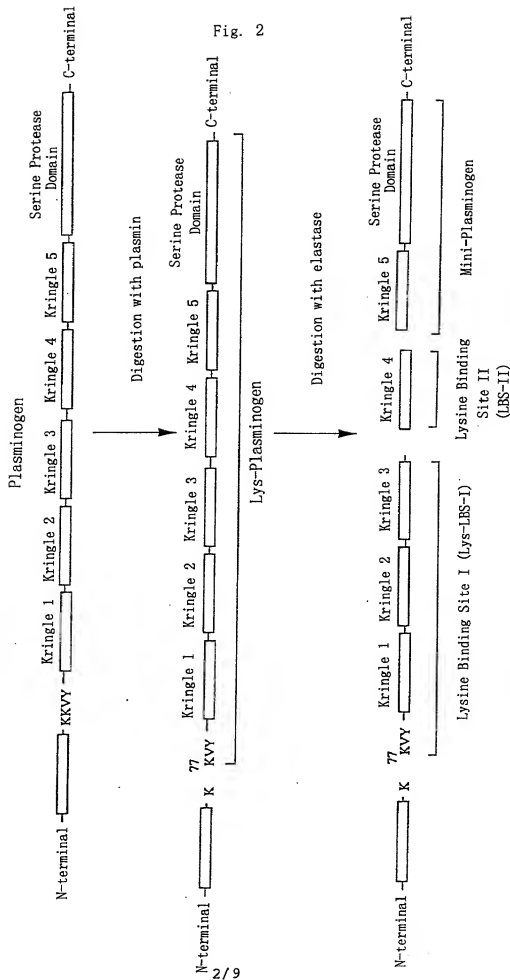 Fig. 2
Plasminogen
Serine Protease
Domain
Kringle 1
Kringle 2
Kringle 3
Kringle 4
Kringle 5
N-terminal
KKVY
C-terminal
Digestion with plasmin
Serine Protease
Domain
Kringle 1
Kringle 2
Kringle 3
Kringle 4
Kringle 5
77
N-terminal
K
KVY
C-terminal
Lys-Plasminogen
Digestion with elastase
Serine Protease
Domain
Kringle 1
Kringle 2
Kringle 3
Kringle 4
Kringle 5
77
N-terminal
K
KVY
C-terminal
Lysine Binding Site I (Lys-LBS-I)
Lysine Binding
Site II
(LBS-II)
Mini-Plasminogen
2/9